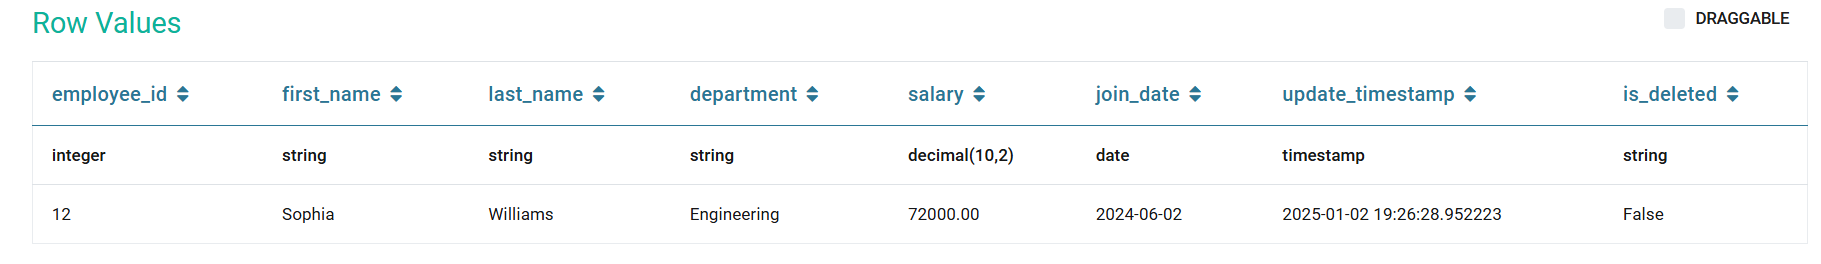 Row Values
DRAGGABLE
employee_id first_name last_name department salary join_date update_timestamp is_deleted
integer string string string decimal(10,2) date timestamp string
12 Sophia Williams Engineering 72000.00 2024-06-02 2025-01-02 19:26:28.952223 False